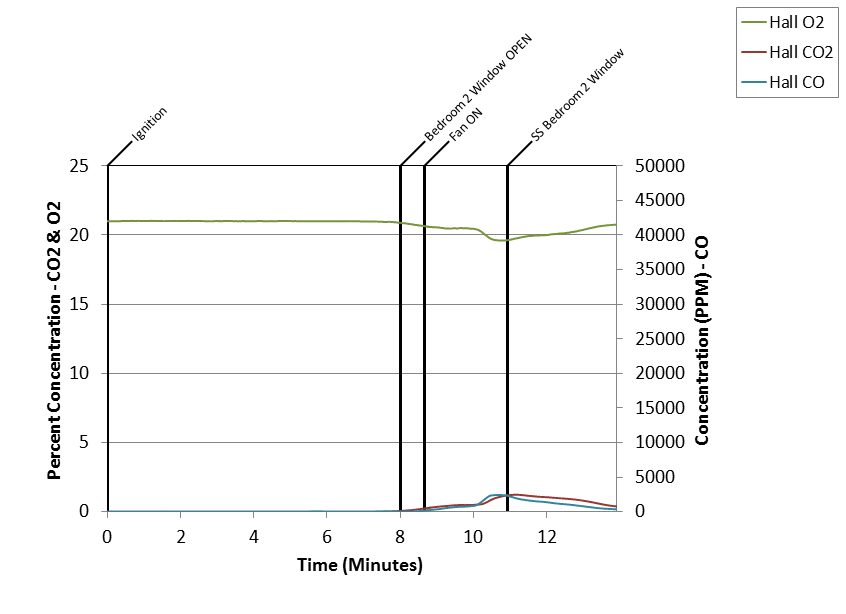 Hall O2
Hall CO2
Hall CO
Ignition
Bedroom 2 Window OPEN
Fan ON
SS Bedroom 2 Window
Percent Concentration - CO2 & O2
25
20
15
10
5
0
50000
45000
40000
35000
30000
25000
20000
15000
10000
5000
0
Concentration (PPM) - CO
0 2 4 6 8 10 12
Time (Minutes)